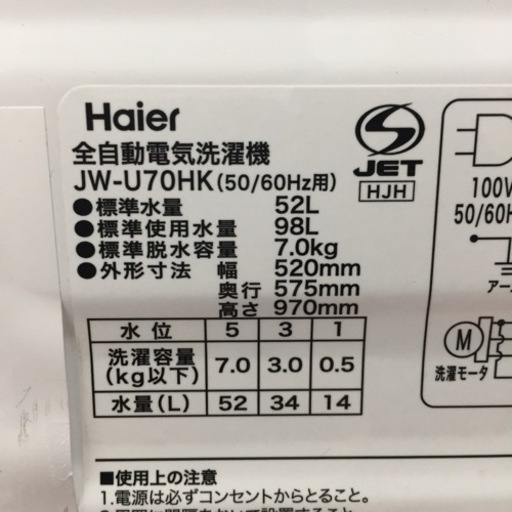 Haier
全自動電気洗濯機
JW-U70HK(50/60Hz用)
●標準水量 52L
●標準使用水量 98L
●標準脱水容量 7.0kg
●外形寸法 幅 520mm
奥行 575mm
高さ 970mm
S
JET
HJH
100V
50/60H
アー
M
洗濯モータ
水位 5 3 1
洗濯容量(kg以下) 7.0 3.0 0.5
水量(L) 52 34 14
■使用上の注意
1.電源は必ずコンセントからとること。